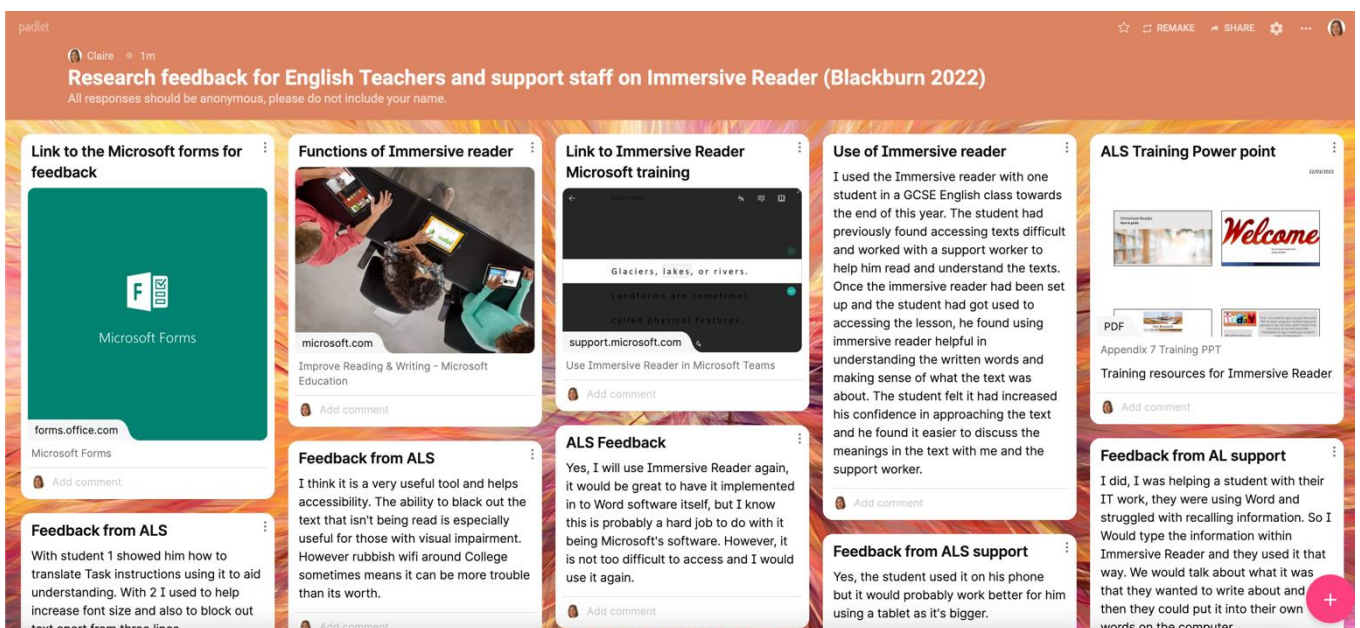 padlet
REMAKE
SHARE
Claire
1m
Research feedback for English Teachers and support staff on Immersive Reader (Blackburn 2022)
All responses should be anonymous, please do not include your name.
Link to the Microsoft forms for
feedback
F
Microsoft Forms
forms.office.com
Microsoft Forms
Add comment
Feedback from ALS
With student 1 showed him how to
translate Task instructions using it to aid
understanding. With 2 I used to help
increase font size and also to block out
text apart from three lines
Functions of Immersive reader
microsoft.com
Improve Reading & Writing - Microsoft
Education
Add comment
Feedback from ALS
I think it is a very useful tool and helps
accessibility. The ability to black out the
text that isn't being read is especially
useful for those with visual impairment.
However rubbish wifi around College
sometimes means it can be more trouble
than its worth.
Add comment
Link to Immersive Reader
Microsoft training
Glaciers, lakes, or rivers.
Landforms are sometimes
called physical features.
support.microsoft.com
Use Immersive Reader in Microsoft Teams
Add comment
ALS Feedback
Yes, I will use Immersive Reader again,
it would be great to have it implemented
in to Word software itself, but I know
this is probably a hard job to do with it
being Microsoft's software. However, it
is not too difficult to access and I would
use it again.
Add comment
Use of Immersive reader
I used the Immersive reader with one
student in a GCSE English class towards
the end of this year. The student had
previously found accessing texts difficult
and worked with a support worker to
help him read and understand the texts.
Once the immersive reader had been set
up and the student had got used to
accessing the lesson, he found using
immersive reader helpful in
understanding the written words and
making sense of what the text was
about. The student felt it had increased
his confidence in approaching the text
and he found it easier to discuss the
meanings in the text with me and the
support worker.
Add comment
Feedback from ALS support
Yes, the student used it on his phone
but it would probably work better for him
using a tablet as it's bigger.
ALS Training Power point
22/03/2022
Immersive Reader
Welcome
PDF
Appendix 7 Training PPT
Training resources for Immersive Reader
Add comment
Feedback from AL support
I did, I was helping a student with their
IT work, they were using Word and
struggled with recalling information. So I
Would type the information within
Immersive Reader and they used it that
way. We would talk about what it was
that they wanted to write about and
then they could put it into their own
words on the computer